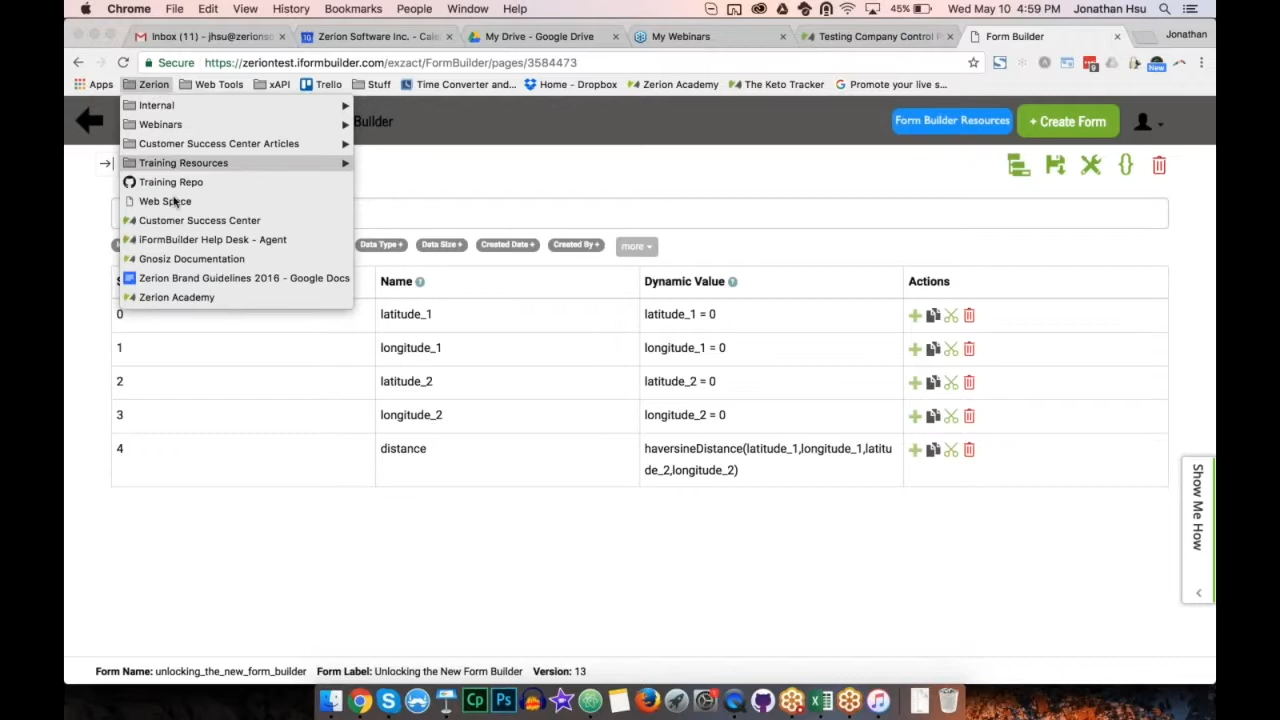 Chrome File Edit View History Bookmarks People Window Help 45% Wed May 10 4:59 PM Jonathan Hsu
Inbox (11) - jhsu@zerions × Zerion Software Inc. - Cale × My Drive - Google Drive × My Webinars × Testing Company Control P × Form Builder × Jonathan
Secure https://zeriontest.iformbuilder.com/exzact/FormBuilder/pages/3584473
Apps Zerion Web Tools xAPI Trello Stuff Time Converter and... Home - Dropbox Zerion Academy The Keto Tracker Promote your live s...
Internal
Webinars
Customer Success Center Articles
Training Resources
Training Repo
Web Space
Customer Success Center
iFormBuilder Help Desk - Agent
Gnosiz Documentation
Zerion Brand Guidelines 2016 - Google Docs
Zerion Academy
Builder Form Builder Resources + Create Form
Data Type + Data Size + Created Date + Created By + more
Name Dynamic Value Actions
0 latitude_1 latitude_1 = 0
1 longitude_1 longitude_1 = 0
2 latitude_2 latitude_2 = 0
3 longitude_2 longitude_2 = 0
4 distance haversineDistance(latitude_1,longitude_1,latitu
de_2,longitude_2)
Show Me How
Form Name: unlocking_the_new_form_builder Form Label: Unlocking the New Form Builder Version: 13